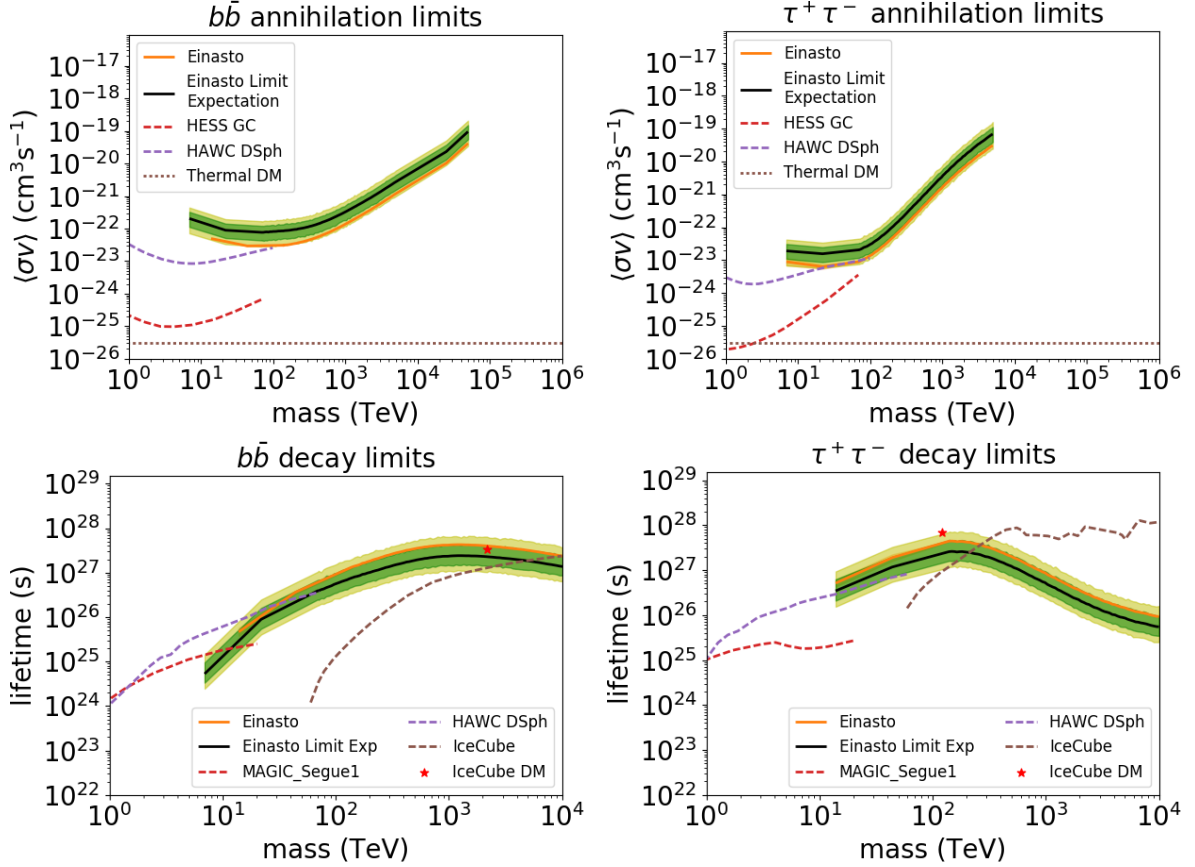 bb̄ annihilation limits
10⁻¹⁷
10⁻¹⁸
10⁻¹⁹
10⁻²⁰
10⁻²¹
10⁻²²
10⁻²³
10⁻²⁴
10⁻²⁵
10⁻²⁶
⟨σv⟩ (cm³s⁻¹)
Einasto
Einasto Limit
Expectation
HESS GC
HAWC DSph
Thermal DM
10⁰ 10¹ 10² 10³ 10⁴ 10⁵ 10⁶
mass (TeV)
τ⁺τ⁻ annihilation limits
10⁻¹⁷
10⁻¹⁸
10⁻¹⁹
10⁻²⁰
10⁻²¹
10⁻²²
10⁻²³
10⁻²⁴
10⁻²⁵
10⁻²⁶
⟨σv⟩ (cm³s⁻¹)
Einasto
Einasto Limit
Expectation
HESS GC
HAWC DSph
Thermal DM
10⁰ 10¹ 10² 10³ 10⁴ 10⁵ 10⁶
mass (TeV)
bb̄ decay limits
10²⁹
10²⁸
10²⁷
10²⁶
10²⁵
10²⁴
10²³
10²²
lifetime (s)
Einasto
Einasto Limit Exp
MAGIC_Segue1
HAWC DSph
IceCube
IceCube DM
10⁰ 10¹ 10² 10³ 10⁴
mass (TeV)
τ⁺τ⁻ decay limits
10²⁹
10²⁸
10²⁷
10²⁶
10²⁵
10²⁴
10²³
10²²
lifetime (s)
Einasto
Einasto Limit Exp
MAGIC_Segue1
HAWC DSph
IceCube
IceCube DM
10⁰ 10¹ 10² 10³ 10⁴
mass (TeV)